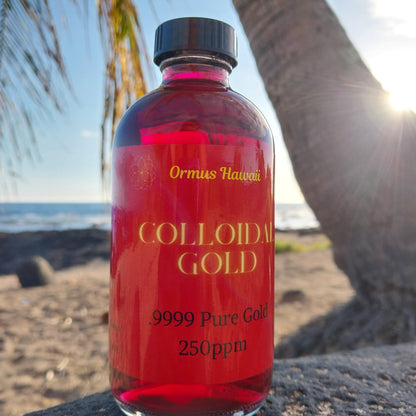 Ormus Hawaii
COLLOIDAL
GOLD
.9999 Pure Gold
250ppm